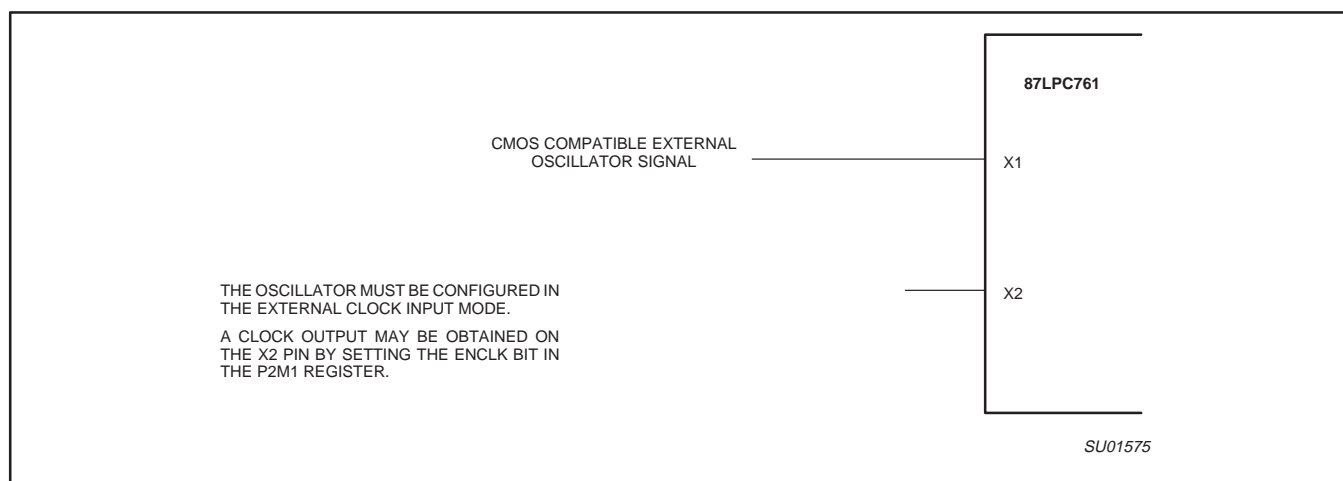 87LPC761
CMOS COMPATIBLE EXTERNAL
OSCILLATOR SIGNAL
X1
THE OSCILLATOR MUST BE CONFIGURED IN
THE EXTERNAL CLOCK INPUT MODE.
X2
A CLOCK OUTPUT MAY BE OBTAINED ON
THE X2 PIN BY SETTING THE ENCLK BIT IN
THE P2M1 REGISTER.
SU01575